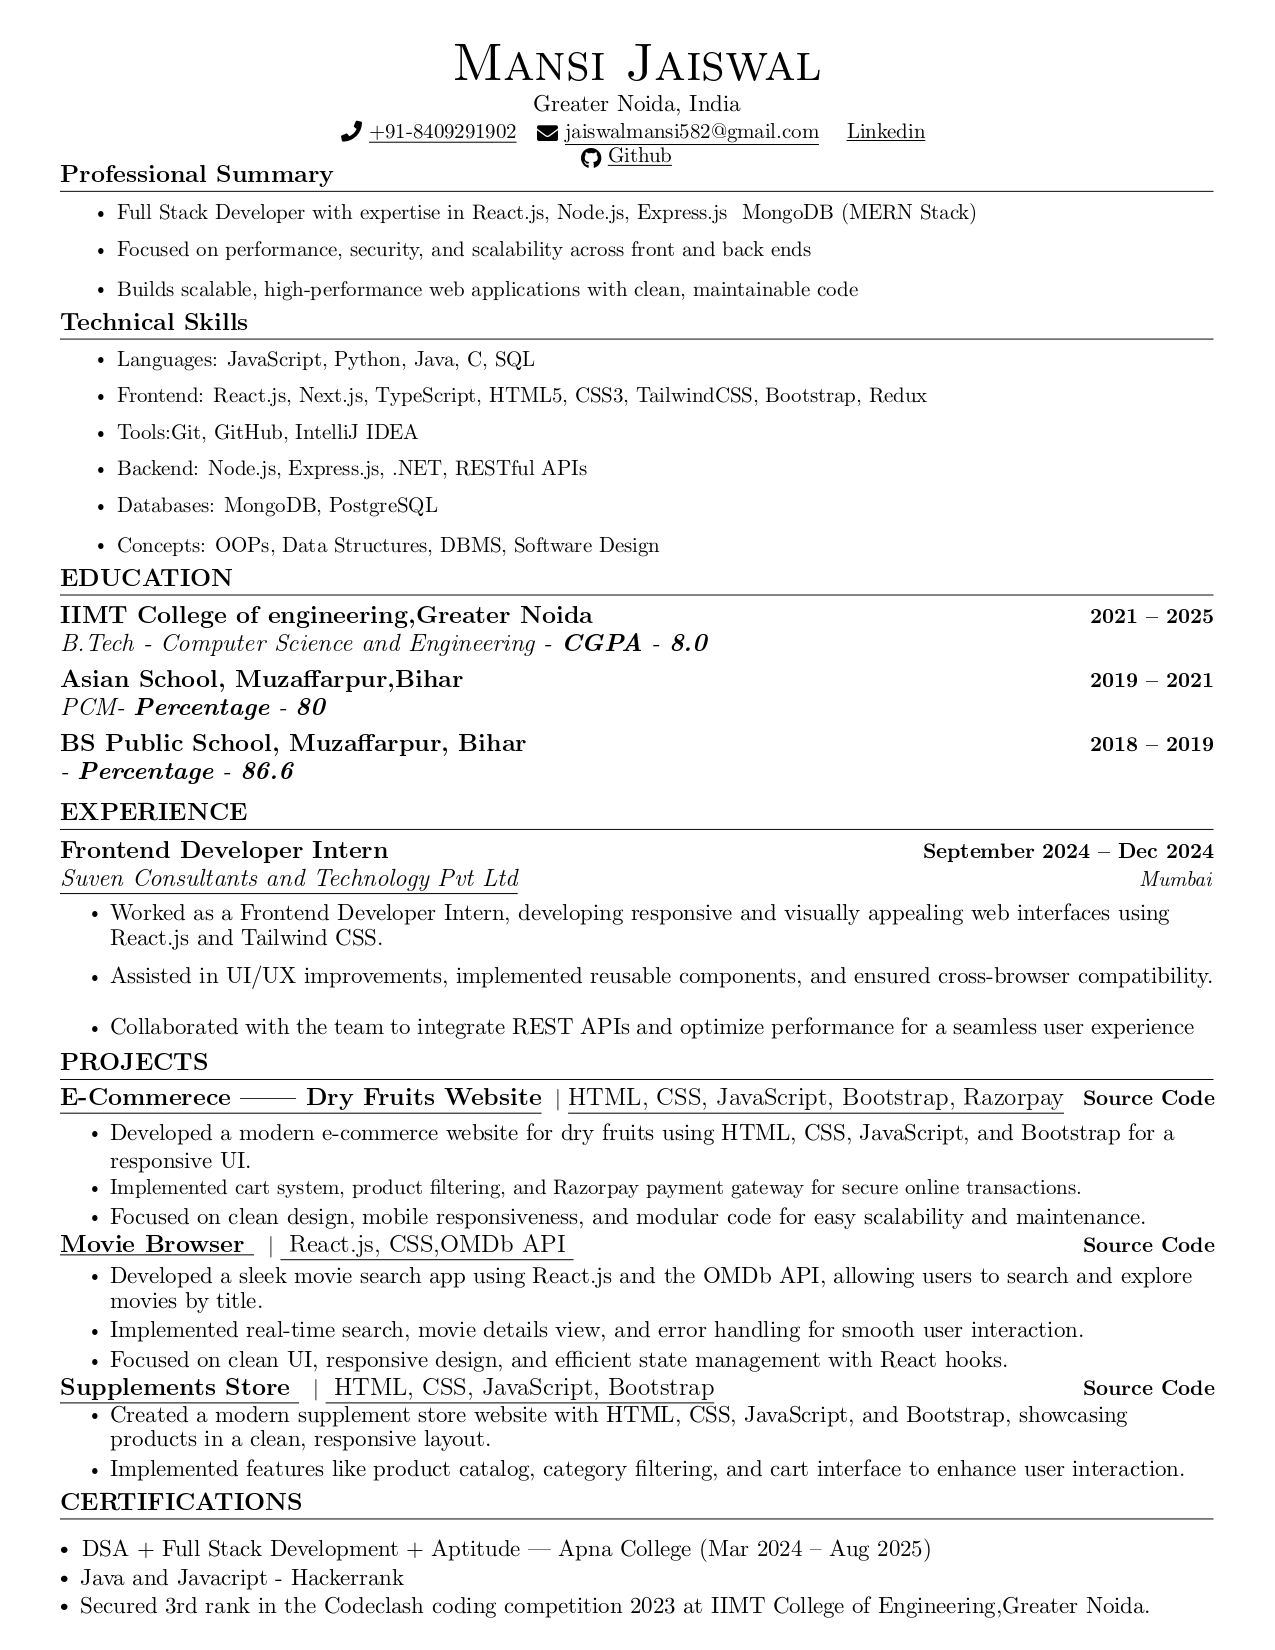 Mansi Jaiswal
Greater Noida, India
+91-8409291902 jaiswalmansi582@gmail.com Linkedin
Github
Professional Summary
• Full Stack Developer with expertise in React.js, Node.js, Express.js MongoDB (MERN Stack)
• Focused on performance, security, and scalability across front and back ends
• Builds scalable, high-performance web applications with clean, maintainable code
Technical Skills
• Languages: JavaScript, Python, Java, C, SQL
• Frontend: React.js, Next.js, TypeScript, HTML5, CSS3, TailwindCSS, Bootstrap, Redux
• Tools:Git, GitHub, IntelliJ IDEA
• Backend: Node.js, Express.js, .NET, RESTful APIs
• Databases: MongoDB, PostgreSQL
• Concepts: OOPs, Data Structures, DBMS, Software Design
EDUCATION
IIMT College of engineering,Greater Noida 2021 – 2025
B.Tech - Computer Science and Engineering - CGPA - 8.0
Asian School, Muzaffarpur,Bihar 2019 – 2021
PCM- Percentage - 80
BS Public School, Muzaffarpur, Bihar 2018 – 2019
- Percentage - 86.6
EXPERIENCE
Frontend Developer Intern September 2024 – Dec 2024
Suven Consultants and Technology Pvt Ltd Mumbai
• Worked as a Frontend Developer Intern, developing responsive and visually appealing web interfaces using
React.js and Tailwind CSS.
• Assisted in UI/UX improvements, implemented reusable components, and ensured cross-browser compatibility.
• Collaborated with the team to integrate REST APIs and optimize performance for a seamless user experience
PROJECTS
E-Commerece —— Dry Fruits Website | HTML, CSS, JavaScript, Bootstrap, Razorpay Source Code
• Developed a modern e-commerce website for dry fruits using HTML, CSS, JavaScript, and Bootstrap for a
responsive UI.
• Implemented cart system, product filtering, and Razorpay payment gateway for secure online transactions.
• Focused on clean design, mobile responsiveness, and modular code for easy scalability and maintenance.
Movie Browser | React.js, CSS,OMDb API Source Code
• Developed a sleek movie search app using React.js and the OMDb API, allowing users to search and explore
movies by title.
• Implemented real-time search, movie details view, and error handling for smooth user interaction.
• Focused on clean UI, responsive design, and efficient state management with React hooks.
Supplements Store | HTML, CSS, JavaScript, Bootstrap Source Code
• Created a modern supplement store website with HTML, CSS, JavaScript, and Bootstrap, showcasing
products in a clean, responsive layout.
• Implemented features like product catalog, category filtering, and cart interface to enhance user interaction.
CERTIFICATIONS
• DSA + Full Stack Development + Aptitude — Apna College (Mar 2024 – Aug 2025)
• Java and Javacript - Hackerrank
• Secured 3rd rank in the Codeclash coding competition 2023 at IIMT College of Engineering,Greater Noida.